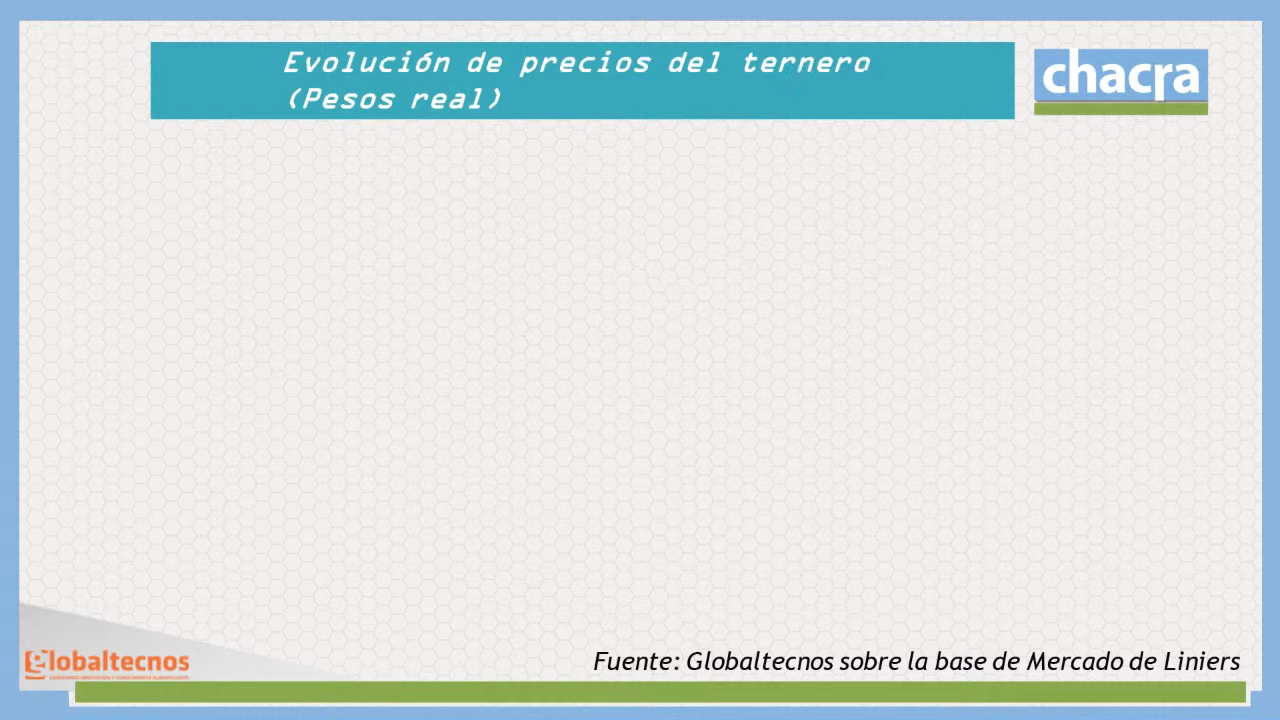 Evolución de precios del ternero
(Pesos real)
chacra
Globaltecnos
Fuente: Globaltecnos sobre la base de Mercado de Liniers